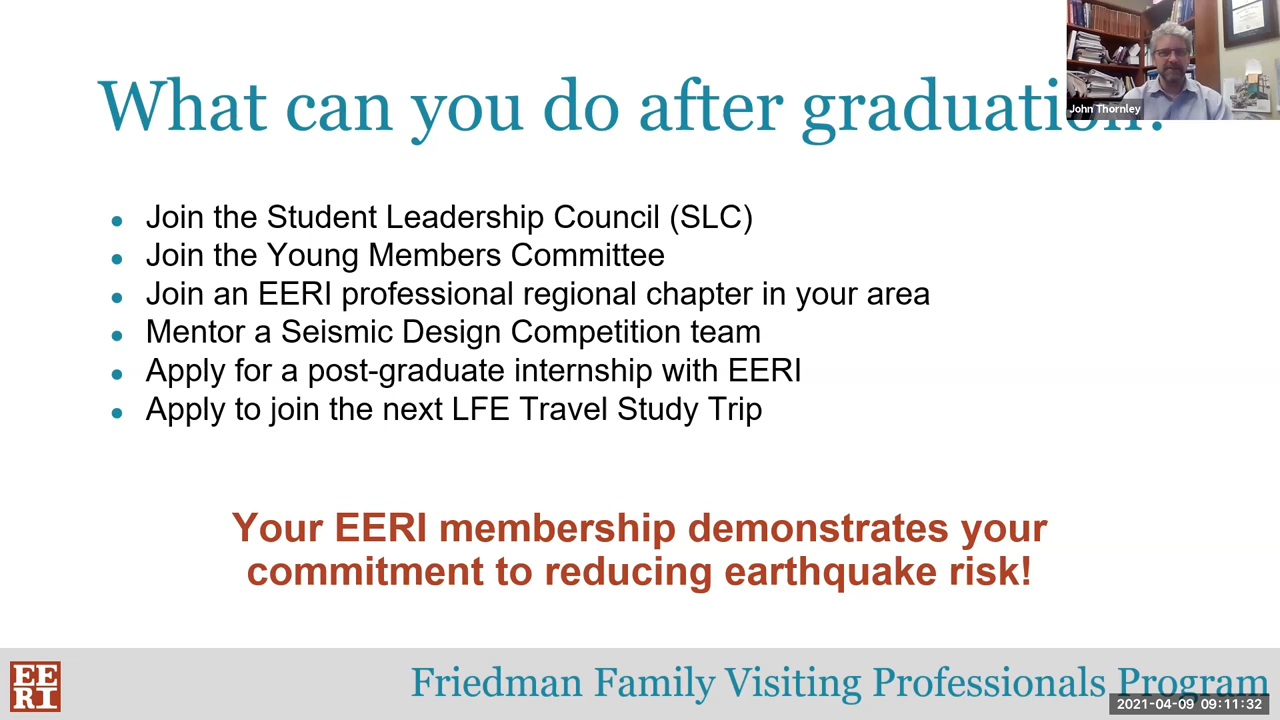 What can you do after graduation?
John Thornley
Join the Student Leadership Council (SLC)
Join the Young Members Committee
Join an EERI professional regional chapter in your area
Mentor a Seismic Design Competition team
Apply for a post-graduate internship with EERI
Apply to join the next LFE Travel Study Trip
Your EERI membership demonstrates your
commitment to reducing earthquake risk!
EE
RI
Friedman Family Visiting Professionals Program
2021-04-09 09:11:32